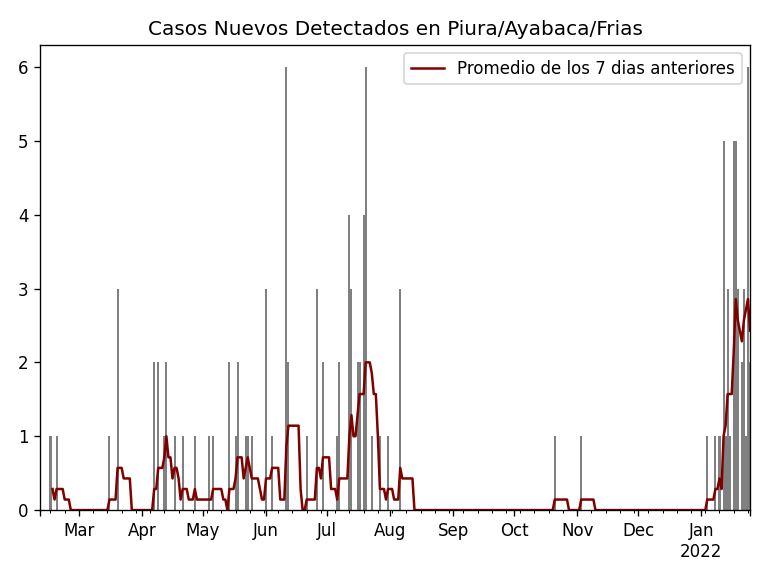 Casos Nuevos Detectados en Piura/Ayabaca/Frias
Promedio de los 7 dias anteriores
6
5
4
3
2
1
0
Mar Apr May Jun Jul Aug Sep Oct Nov Dec Jan
2022